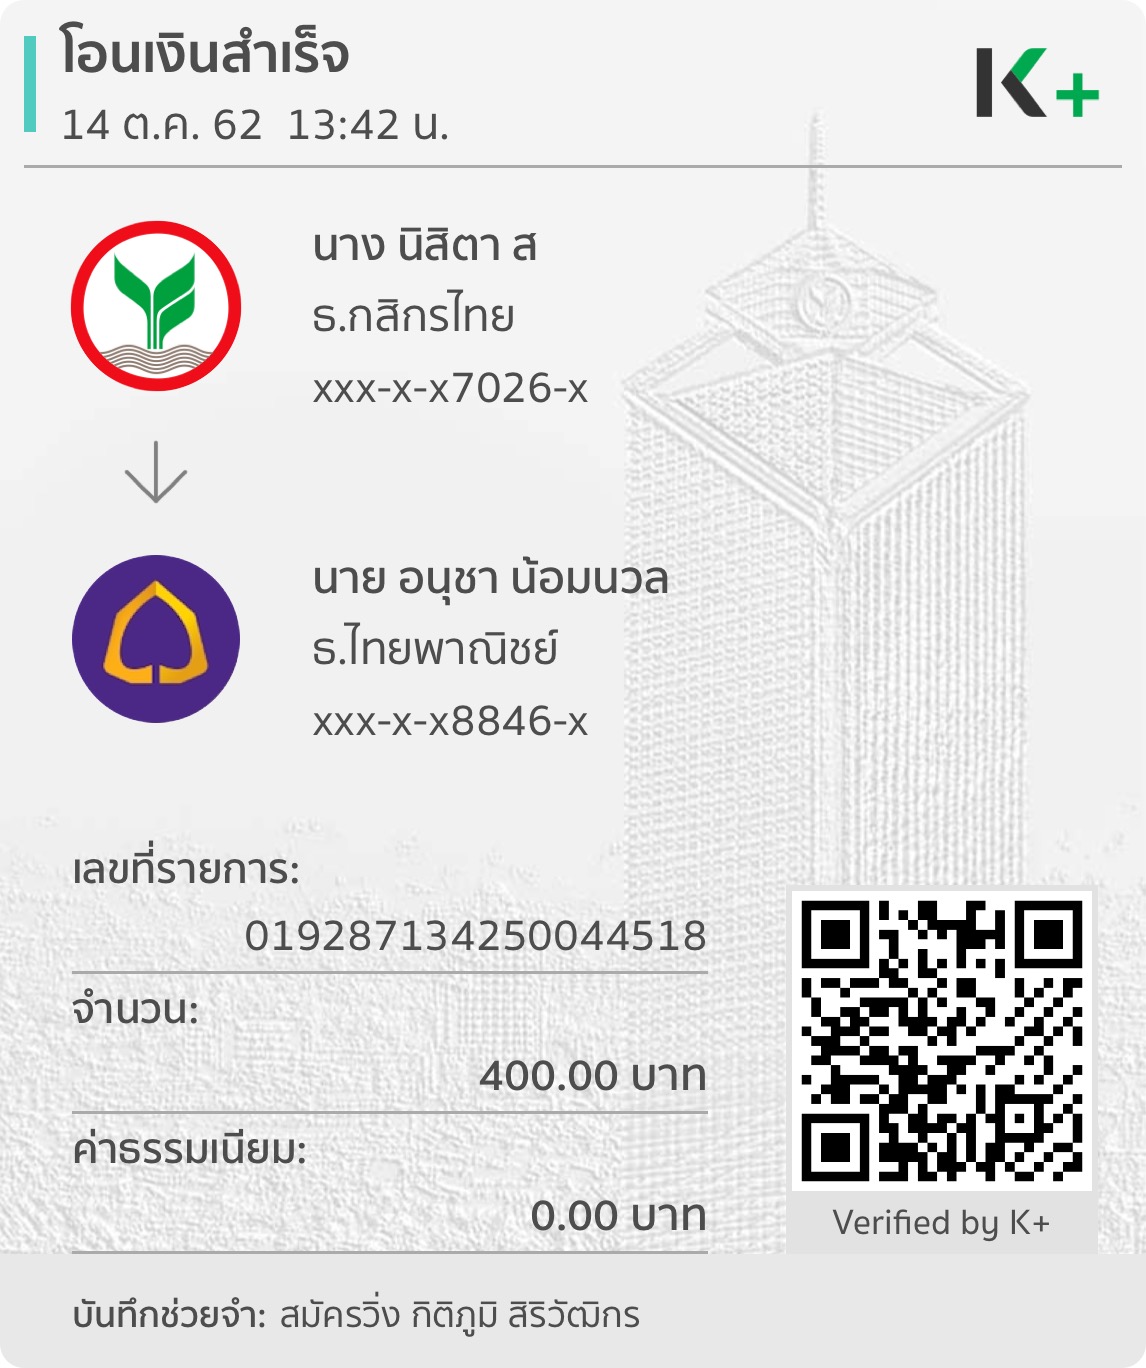 โอนเงินสำเร็จ
14 ต.ค. 62  13:42 น.
K+
นาง นิสิตา ส
ธ.กสิกรไทย
xxx-x-x7026-x
นาย อนุชา น้อมนวล
ธ.ไทยพาณิชย์
xxx-x-x8846-x
เลขที่รายการ:
019287134250044518
จำนวน:
400.00 บาท
ค่าธรรมเนียม:
0.00 บาท
Verified by K+
บันทึกช่วยจำ: สมัครวิ่ง กิติภูมิ สิริวัฒิกร